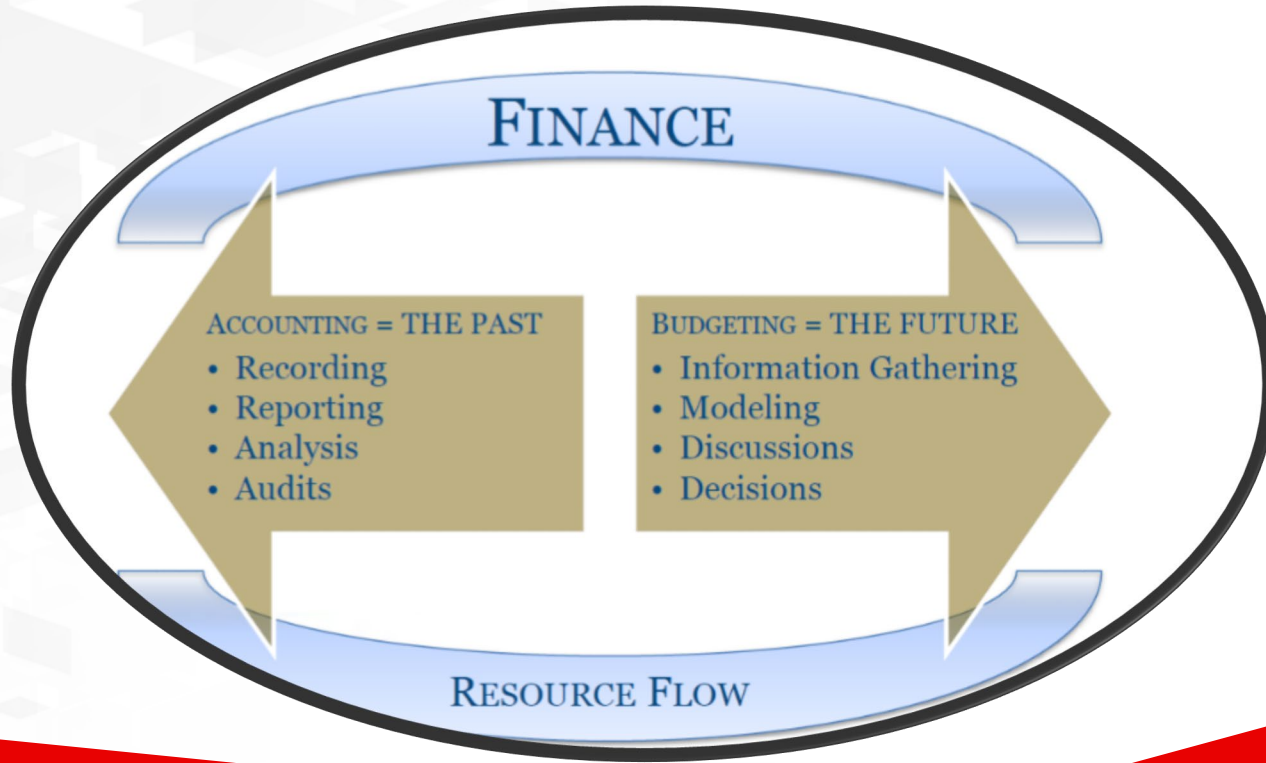 FINANCE
ACCOUNTING = THE PAST
• Recording
• Reporting
• Analysis
• Audits
BUDGETING = THE FUTURE
• Information Gathering
• Modeling
• Discussions
• Decisions
RESOURCE FLOW